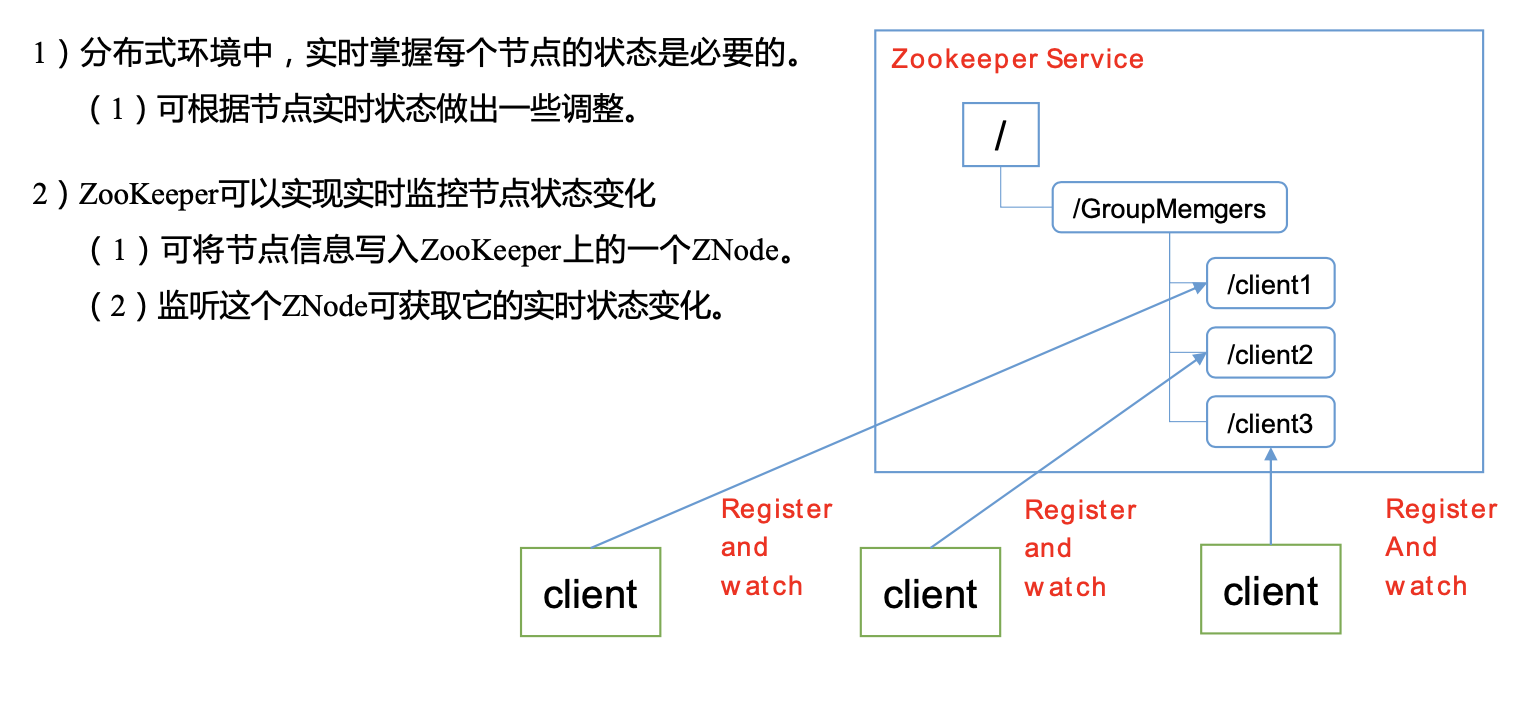 1）分布式环境中，实时掌握每个节点的状态是必要的。
（1）可根据节点实时状态做出一些调整。
2）ZooKeeper可以实现实时监控节点状态变化
（1）可将节点信息写入ZooKeeper上的一个ZNode。
（2）监听这个ZNode可获取它的实时状态变化。
Zookeeper Service
/
/GroupMemgers
/client1
/client2
/client3
Register
and
watch
Register
and
watch
Register
And
watch
client
client
client